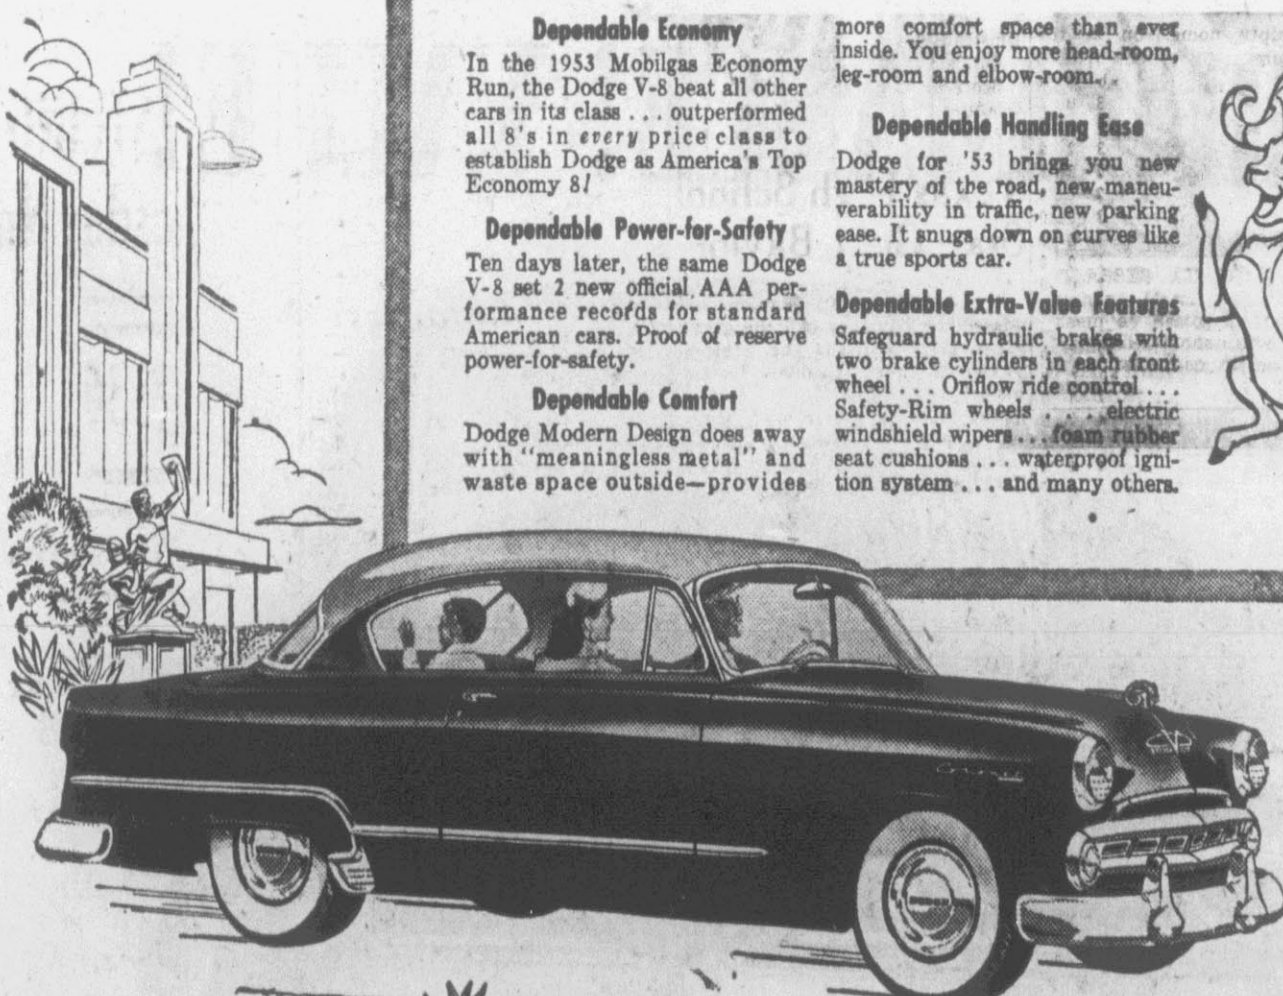 Dependable Economy
In the 1953 Mobilgas Economy
Run, the Dodge V-8 beat all other
cars in its class . . . outperformed
all 8's in every price class to
establish Dodge as America's Top
Economy 8!
Dependable Power-for-Safety
Ten days later, the same Dodge
V-8 set 2 new official AAA per-
formance records for standard
American cars. Proof of reserve
power-for-safety.
Dependable Comfort
Dodge Modern Design does away
with "meaningless metal" and
waste space outside—provides
more comfort space than ever
inside. You enjoy more head-room,
leg-room and elbow-room.
Dependable Handling Ease
Dodge for '53 brings you new
mastery of the road, new maneu-
verability in traffic, new parking
ease. It snugs down on curves like
a true sports car.
Dependable Extra-Value Features
Safeguard hydraulic brakes with
two brake cylinders in each front
wheel . . . Oriflow ride control . . .
Safety-Rim wheels . . . electric
windshield wipers . . . foam rubber
seat cushions . . . waterproof igni-
tion system . . . and many others.
Coronet
DODGE